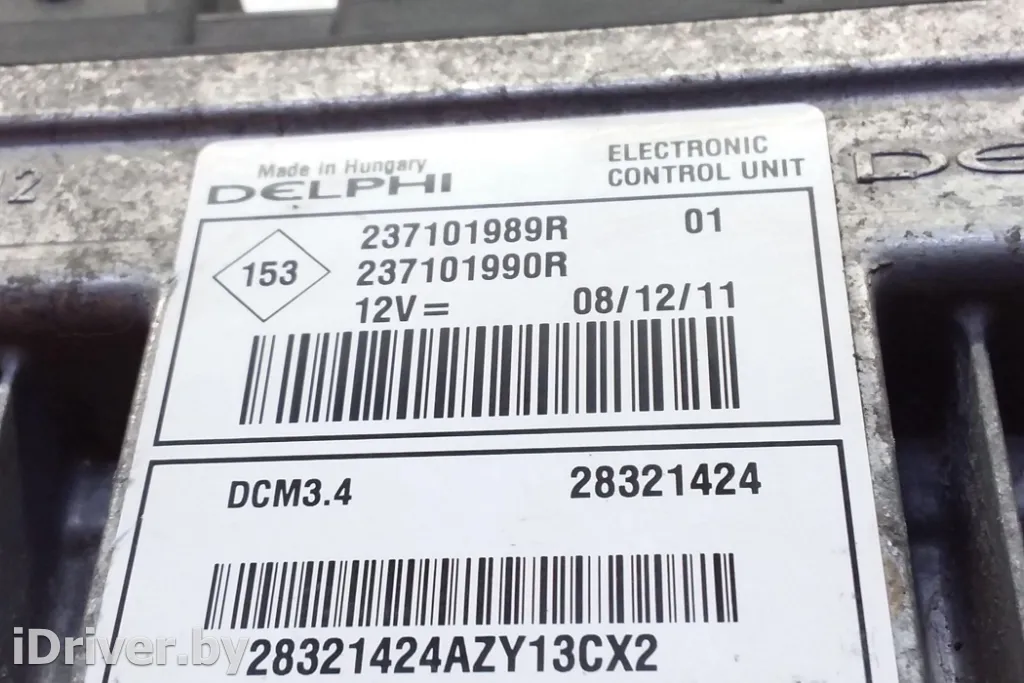 Made in Hungary
DELPHI
ELECTRONIC
CONTROL UNIT
153
237101989R 01
237101990R
12V = 08/12/11
DCM3.4 28321424
28321424AZY13CX2
iDriver.by